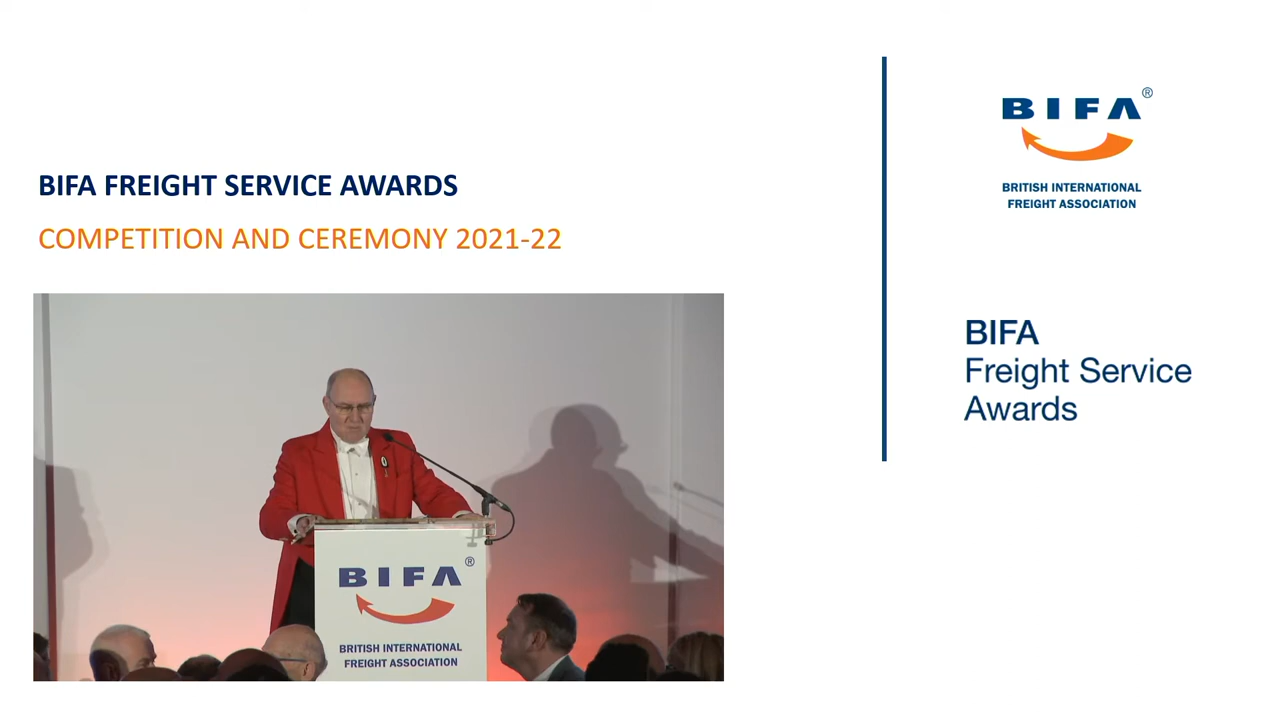 BIFA FREIGHT SERVICE AWARDS
COMPETITION AND CEREMONY 2021-22
BIFA®
BRITISH INTERNATIONAL
FREIGHT ASSOCIATION
BIFA
Freight Service
Awards
BIFA®
BRITISH INTERNATIONAL
FREIGHT ASSOCIATION